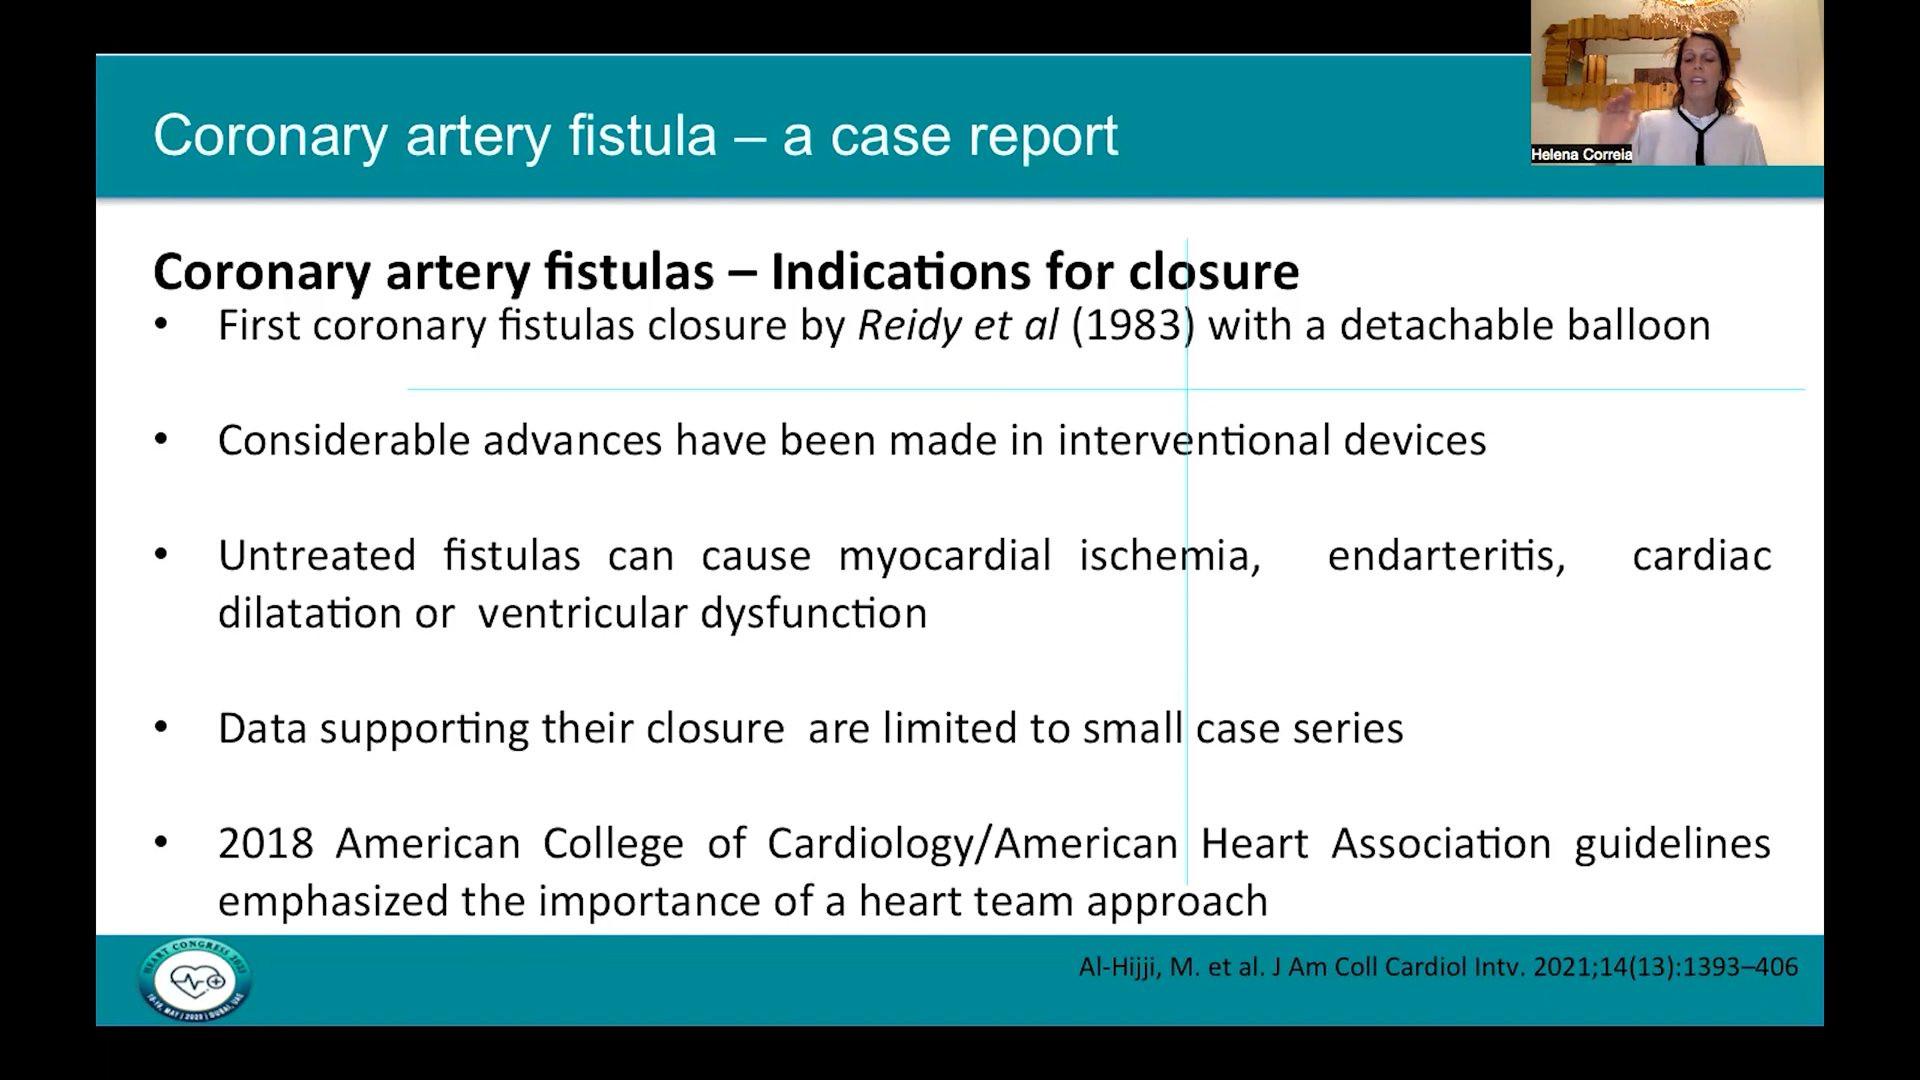 Helena Correia
Coronary artery fistula – a case report
Coronary artery fistulas – Indications for closure
• First coronary fistulas closure by Reidy et al (1983) with a detachable balloon
• Considerable advances have been made in interventional devices
• Untreated fistulas can cause myocardial ischemia, endarteritis, cardiac
dilatation or ventricular dysfunction
• Data supporting their closure are limited to small case series
• 2018 American College of Cardiology/American Heart Association guidelines
emphasized the importance of a heart team approach
Al-Hijji, M. et al. J Am Coll Cardiol Intv. 2021;14(13):1393–406
HEART CONGRESS 2023